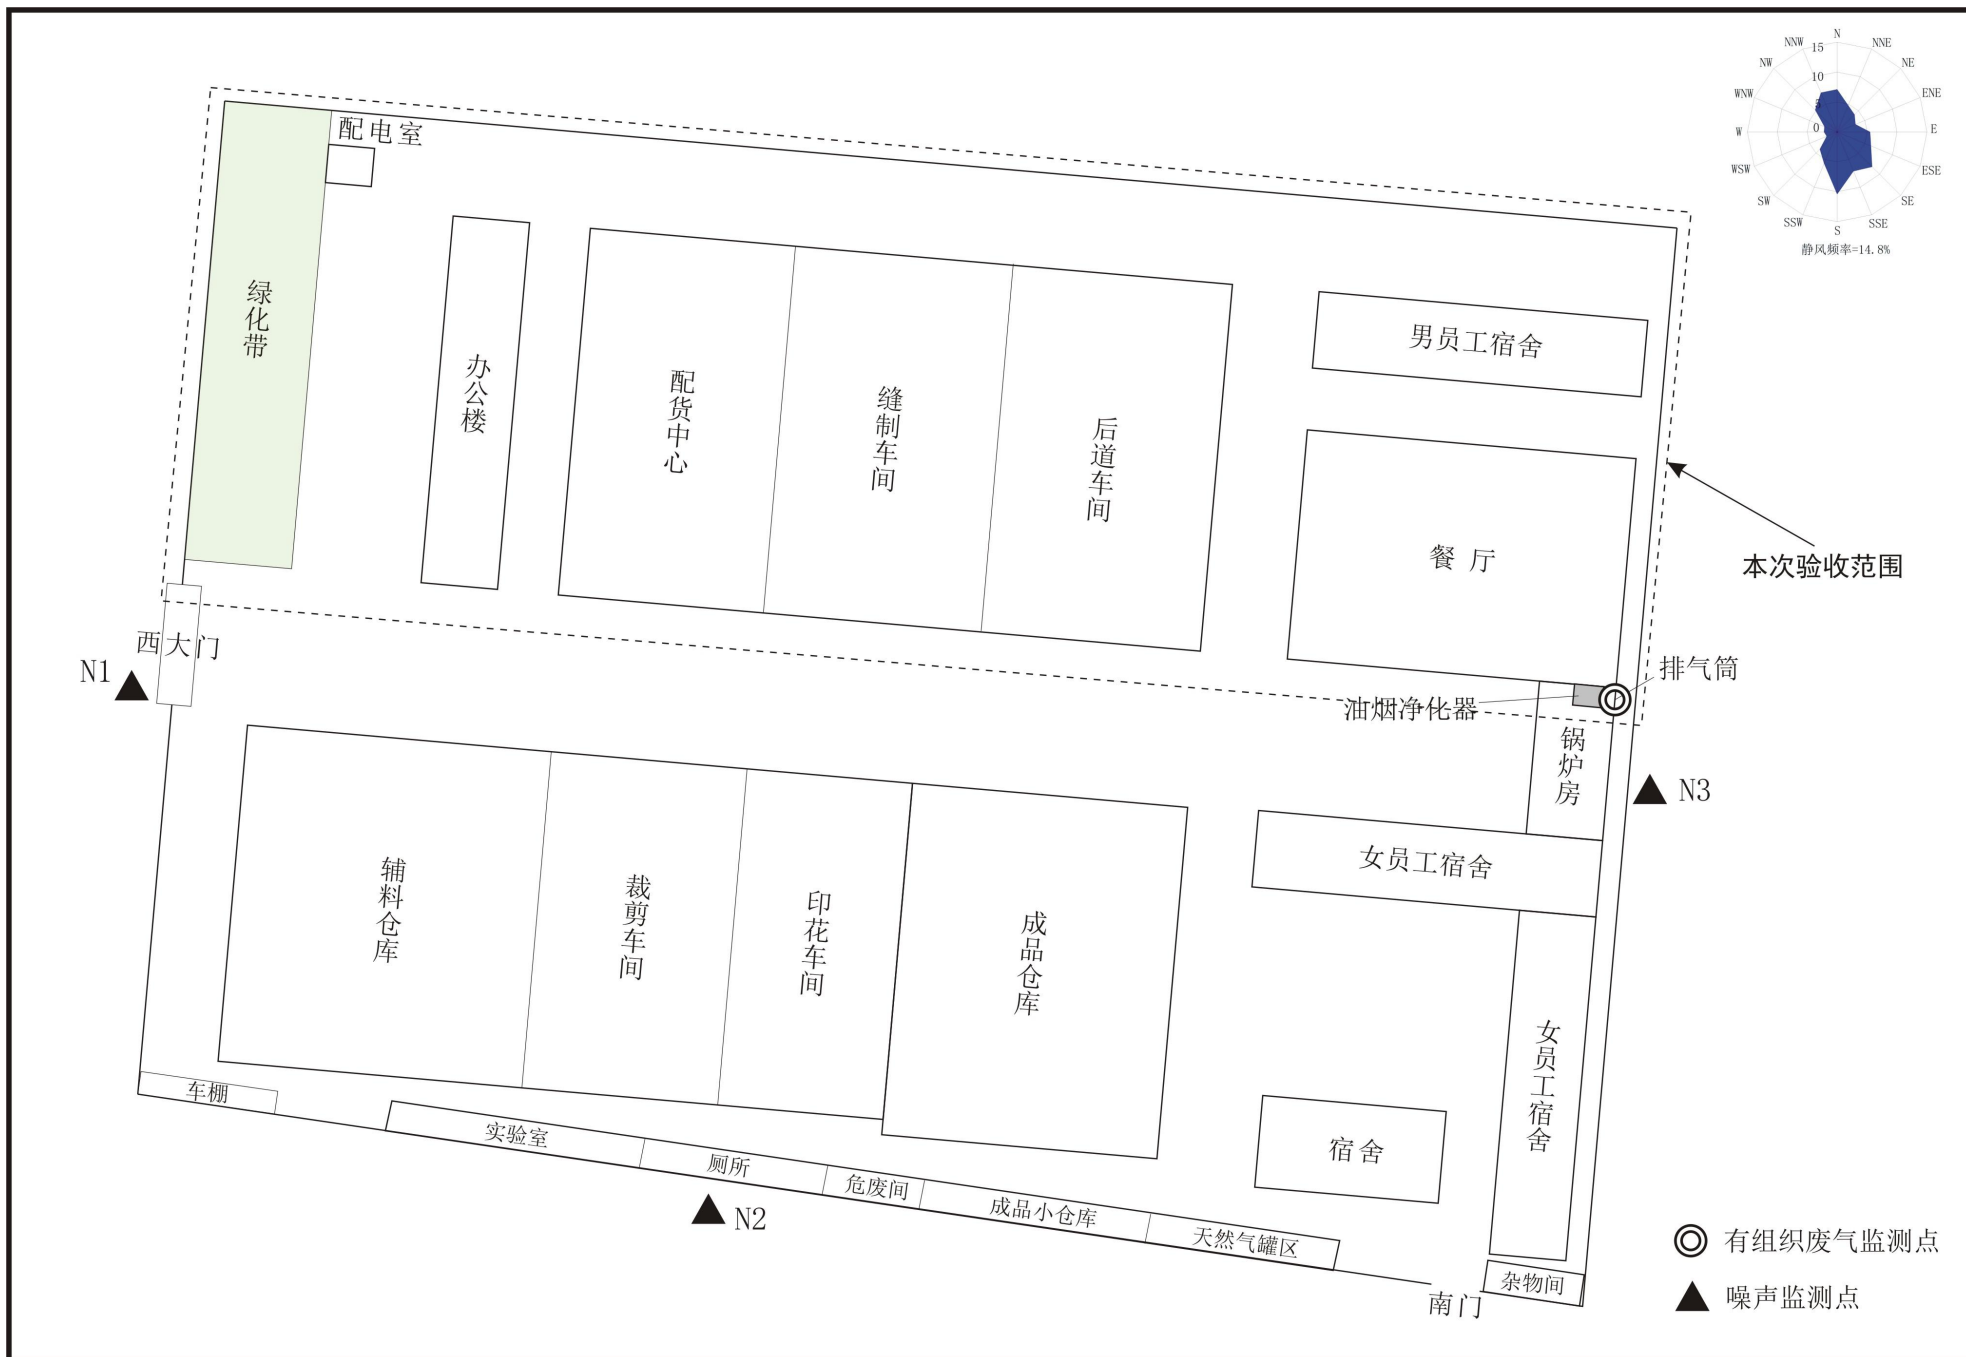 N
NNW
15
NNE
NW
NE
10
WNW
ENE
5
0
W
E
WSW
ESE
SW
SE
SSW
SSE
S
静风频率=14.8%
配电室
绿化带
办公楼
配货中心
缝制车间
后道车间
男员工宿舍
餐 厅
本次验收范围
西大门
N1
排气筒
油烟净化器
锅炉房
N3
女员工宿舍
辅料仓库
裁剪车间
印花车间
成品仓库
女员工宿舍
宿舍
车棚
实验室
厕所
危废间
成品小仓库
天然气罐区
N2
杂物间
南门
有组织废气监测点
噪声监测点